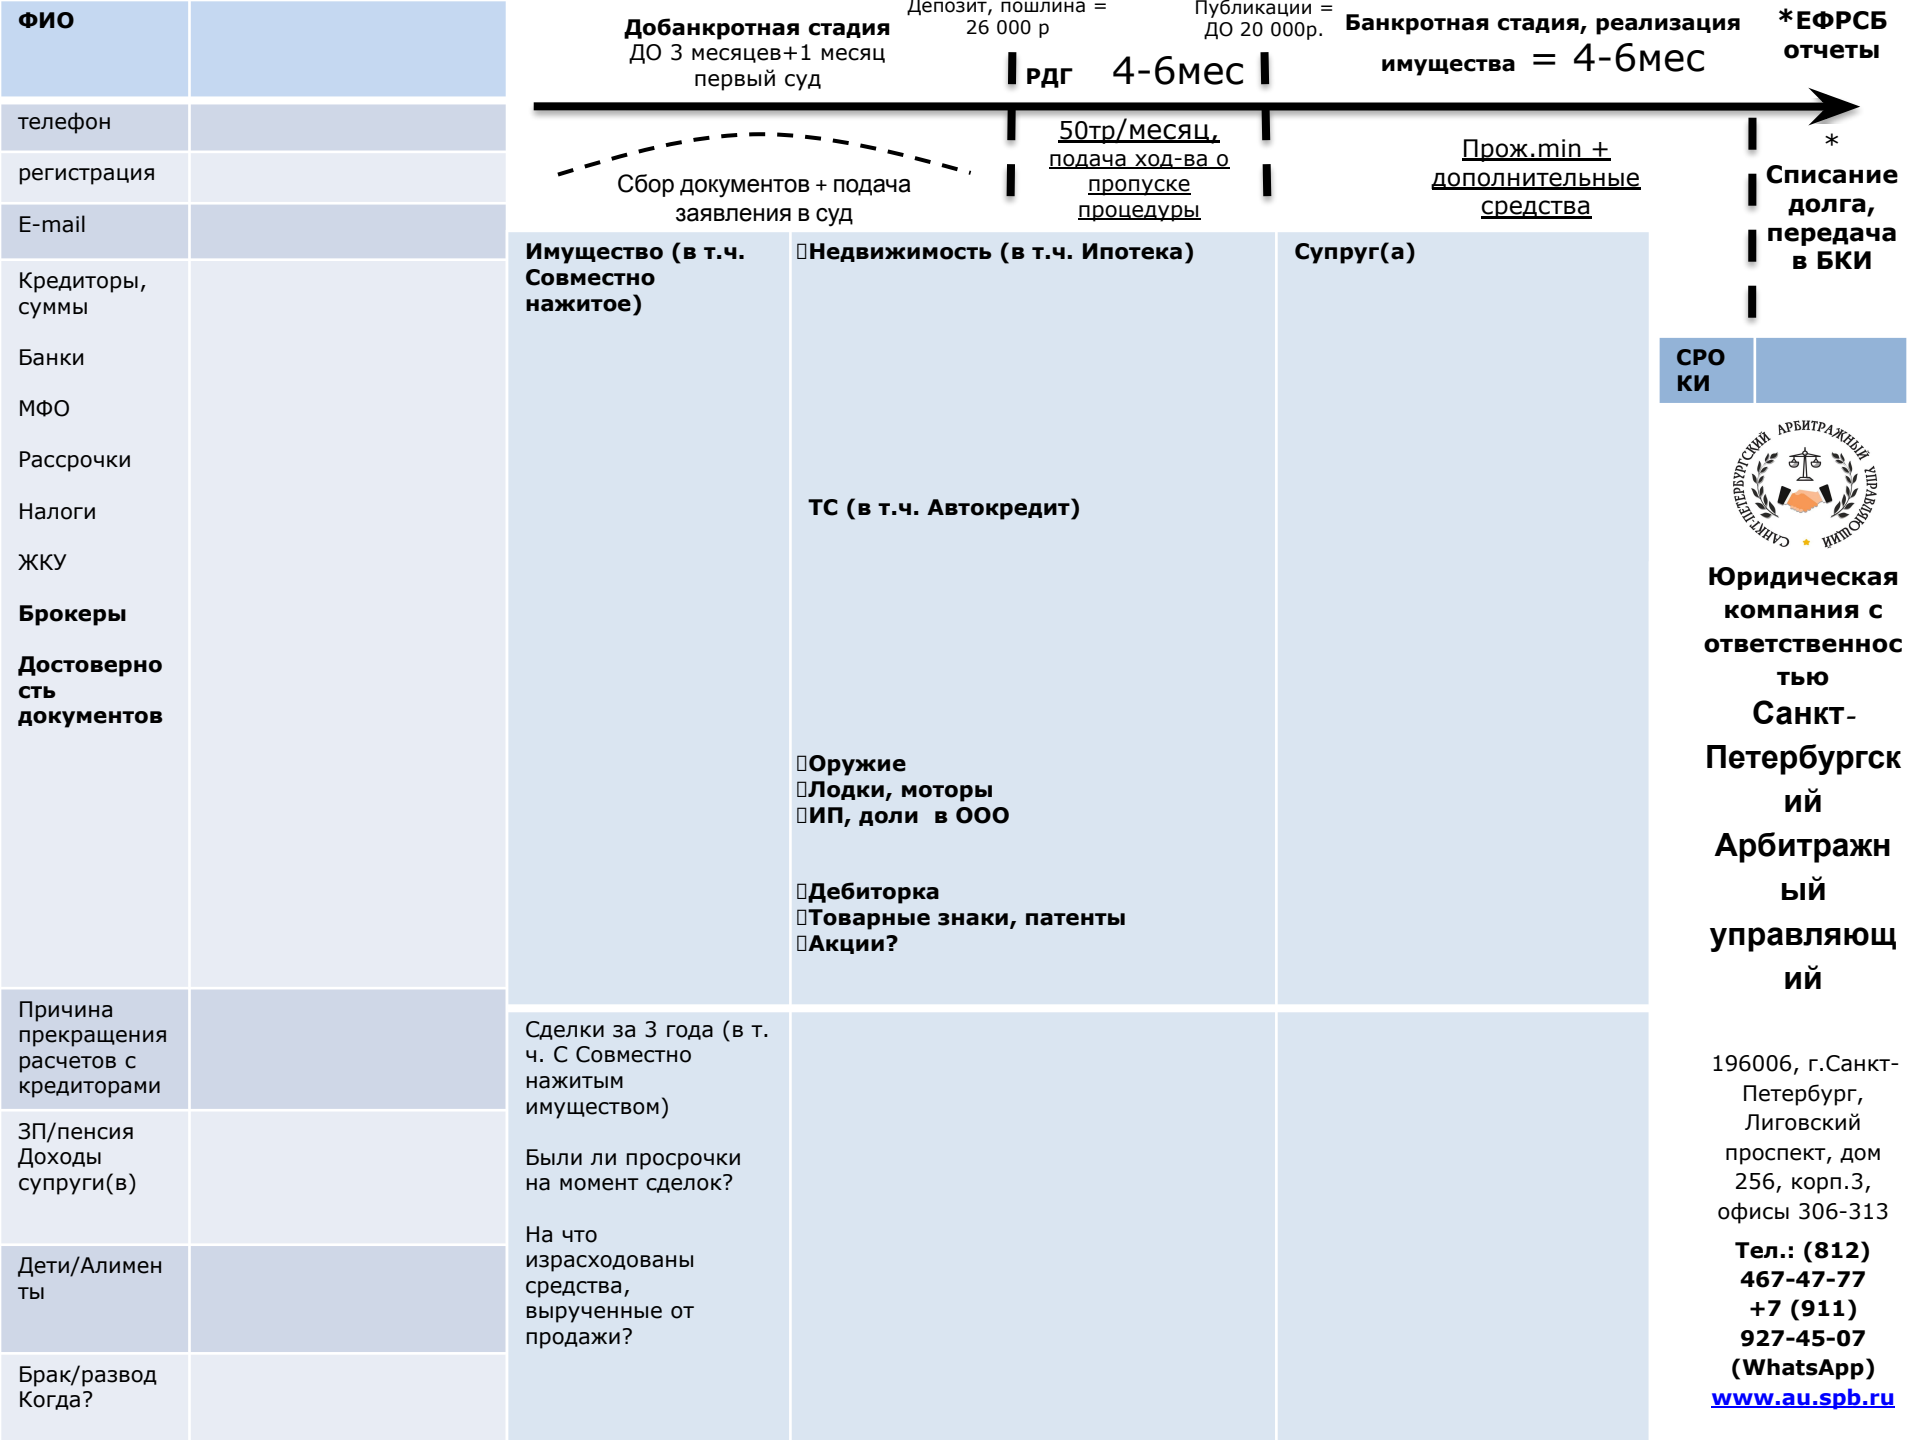 ФИО
телефон
регистрация
E-mail
Кредиторы,
суммы
Банки
МФО
Рассрочки
Налоги
ЖКУ
Брокеры
Достоверно
сть
документов
Причина
прекращения
расчетов с
кредиторами
ЗП/пенсия
Доходы
супруги(в)
Дети/Алимен
ты
Брак/развод
Когда?
Добанкротная стадия
ДО 3 месяцев+1 месяц
первый суд
Депозит, пошлина =
26 000 р
РДГ 4-6мес
Публикации =
ДО 20 000р.
Банкротная стадия, реализация
имущества = 4-6мес
*ЕФРСБ
отчеты
Сбор документов + подача
заявления в суд
50тр/месяц,
подача ход-ва о
пропуске
процедуры
Прож.min +
дополнительные
средства
*
Списание
долга,
передача
в БКИ
Имущество (в т.ч.
Совместно
нажитое)
Недвижимость (в т.ч. Ипотека)
ТС (в т.ч. Автокредит)
Оружие
Лодки, моторы
ИП, доли в ООО
Дебиторка
Товарные знаки, патенты
Акции?
Супруг(а)
Сделки за 3 года (в т.
ч. С Совместно
нажитым
имуществом)
Были ли просрочки
на момент сделок?
На что
израсходованы
средства,
вырученные от
продажи?
СРО
КИ
САНКТ-ПЕТЕРБУРГСКИЙ АРБИТРАЖНЫЙ УПРАВЛЯЮЩИЙ
Юридическая
компания с
ответственнос
тью
Санкт-
Петербургск
ий
Арбитражн
ый
управляющ
ий
196006, г.Санкт-
Петербург,
Лиговский
проспект, дом
256, корп.3,
офисы 306-313
Тел.: (812)
467-47-77
+7 (911)
927-45-07
(WhatsApp)
www.au.spb.ru